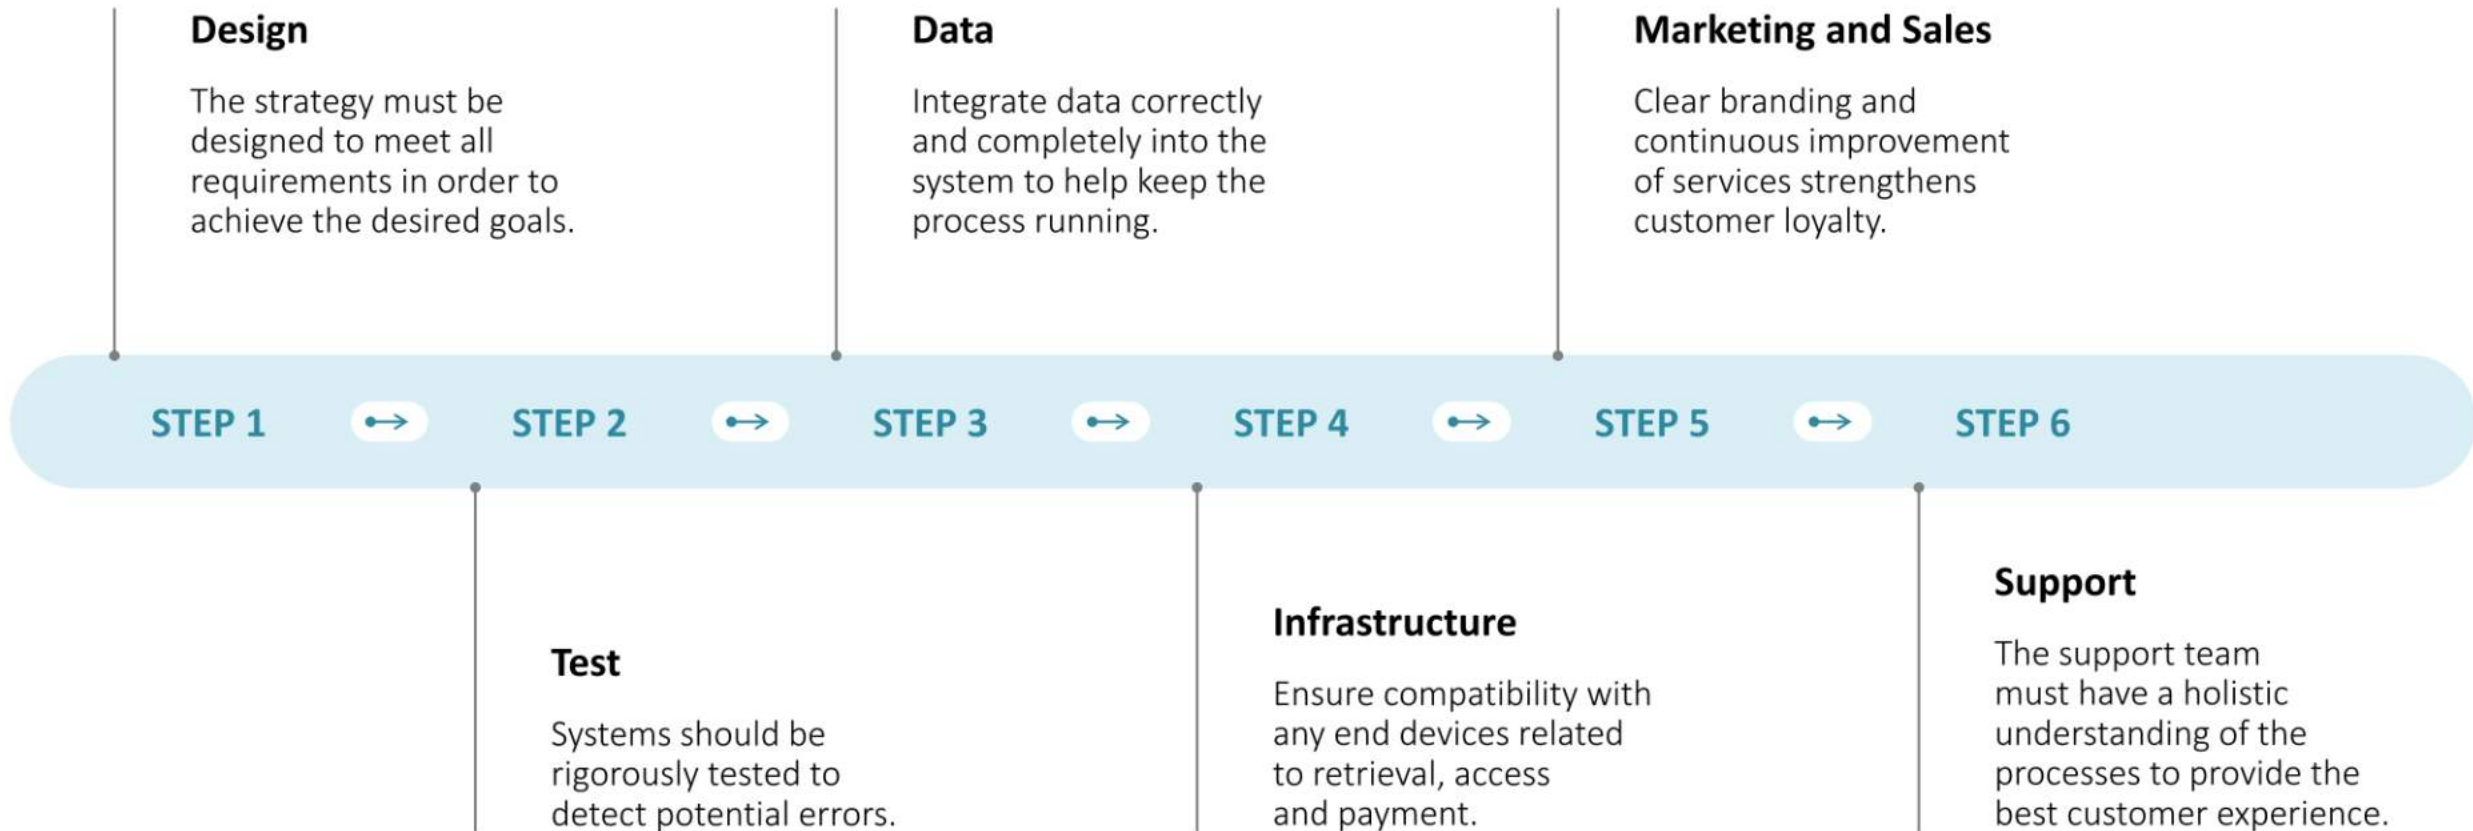 Design
The strategy must be
designed to meet all
requirements in order to
achieve the desired goals.
Data
Integrate data correctly
and completely into the
system to help keep the
process running.
Marketing and Sales
Clear branding and
continuous improvement
of services strengthens
customer loyalty.
STEP 1
STEP 2
STEP 3
STEP 4
STEP 5
STEP 6
Test
Systems should be
rigorously tested to
detect potential errors.
Infrastructure
Ensure compatibility with
any end devices related
to retrieval, access
and payment.
Support
The support team
must have a holistic
understanding of the
processes to provide the
best customer experience.